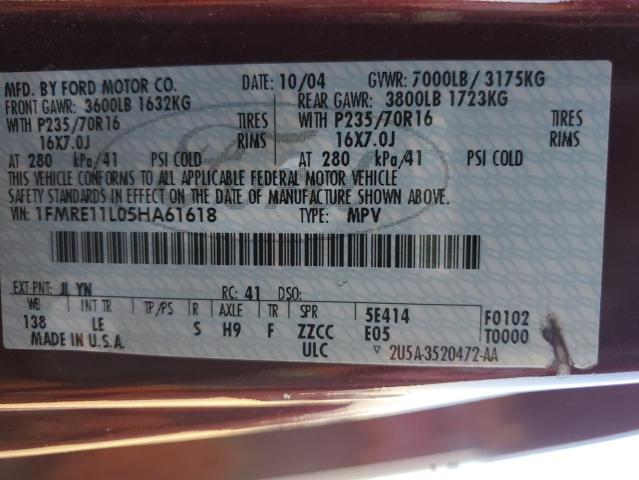 MFD. BY FORD MOTOR CO. DATE: 10/04 GVWR: 7000LB / 3175KG
FRONT GAWR: 3600LB 1632KG REAR GAWR: 3800LB 1723KG
WITH P235/70R16 TIRES WITH P235/70R16 TIRES
16X7.0J RIMS 16X7.0J RIMS
AT 280 kPa/41 PSI COLD AT 280 kPa/41 PSI COLD
THIS VEHICLE CONFORMS TO ALL APPLICABLE FEDERAL MOTOR VEHICLE
SAFETY STANDARDS IN EFFECT ON THE DATE OF MANUFACTURE SHOWN ABOVE.
VIN: 1FMRE11L05HA61618 TYPE: MPV
EXT PNT: JL YN RC: 41 DSO:
WB INT TR TP/PS R AXLE TR SPR 5E414 F0102
138 LE S H9 F ZZCC E05 T0000
MADE IN U.S.A. ULC ▽ 2U5A-3520472-AA